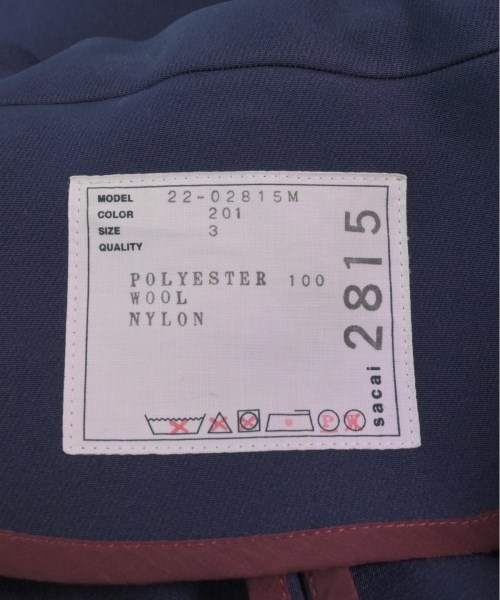 MODEL 22-02815M
COLOR 201
SIZE 3
QUALITY
POLYESTER 100
WOOL
NYLON
P W
sacai 2815